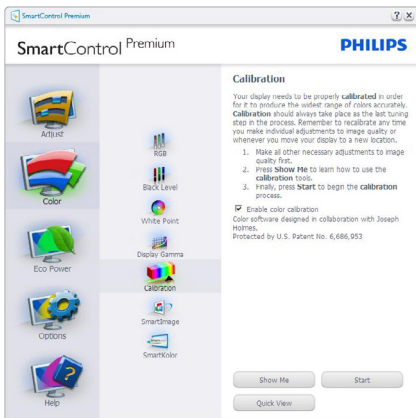 SmartControl Premium
SmartControl Premium
PHILIPS
Adjust
Color
Eco Power
Options
Help
RGB
Black Level
White Point
Display Gamma
Calibration
SmartImage
SmartKolor
Calibration
Your display needs to be properly calibrated in order
for it to produce the widest range of colors accurately.
Calibration should always take place as the last tuning
step in the process. Remember to recalibrate any time
you make individual adjustments to image quality or
whenever you move your display to a new location.
1. Make all other necessary adjustments to image
quality first.
2. Press Show Me to learn how to use the
calibration tools.
3. Finally, press Start to begin the calibration
process.
Enable color calibration
Color software designed in collaboration with Joseph
Holmes.
Protected by U.S. Patent No. 6,686,953
Show Me
Start
Quick View